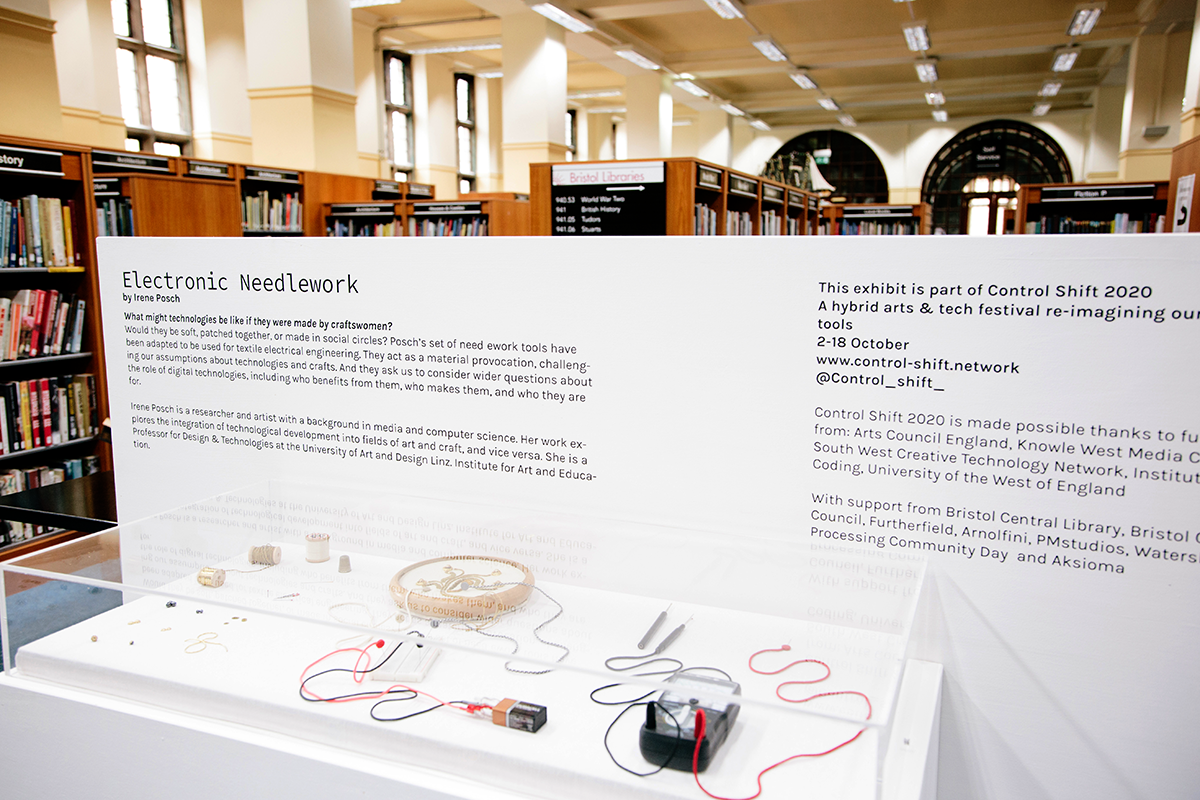 story
Bristol Libraries
940.53 World War Two
941 British History
941.05 Tudors
941.06 Stuarts
Self
Service
Fiction P
Electronic Needlework
by Irene Posch
What might technologies be like if they were made by craftswomen?
Would they be soft, patched together, or made in social circles? Posch's set of need ework tools have
been adapted to be used for textile electrical engineering. They act as a material provocation, challeng-
ing our assumptions about technologies and crafts. And they ask us to consider wider questions about
the role of digital technologies, including who benefits from them, who makes them, and who they are
for.
Irene Posch is a researcher and artist with a background in media and computer science. Her work ex-
plores the integration of technological development into fields of art and craft, and vice versa. She is a
Professor for Design & Technologies at the University of Art and Design Linz. Institute for Art and Educa-
tion.
This exhibit is part of Control Shift 2020
A hybrid arts & tech festival re-imagining our
tools
2-18 October
www.control-shift.network
@Control_shift_
Control Shift 2020 is made possible thanks to fu
from: Arts Council England, Knowle West Media C
South West Creative Technology Network, Institut
Coding, University of the West of England
With support from Bristol Central Library, Bristol C
Council, Furtherfield, Arnolfini, PMstudios, Waters
Processing Community Day and Aksioma